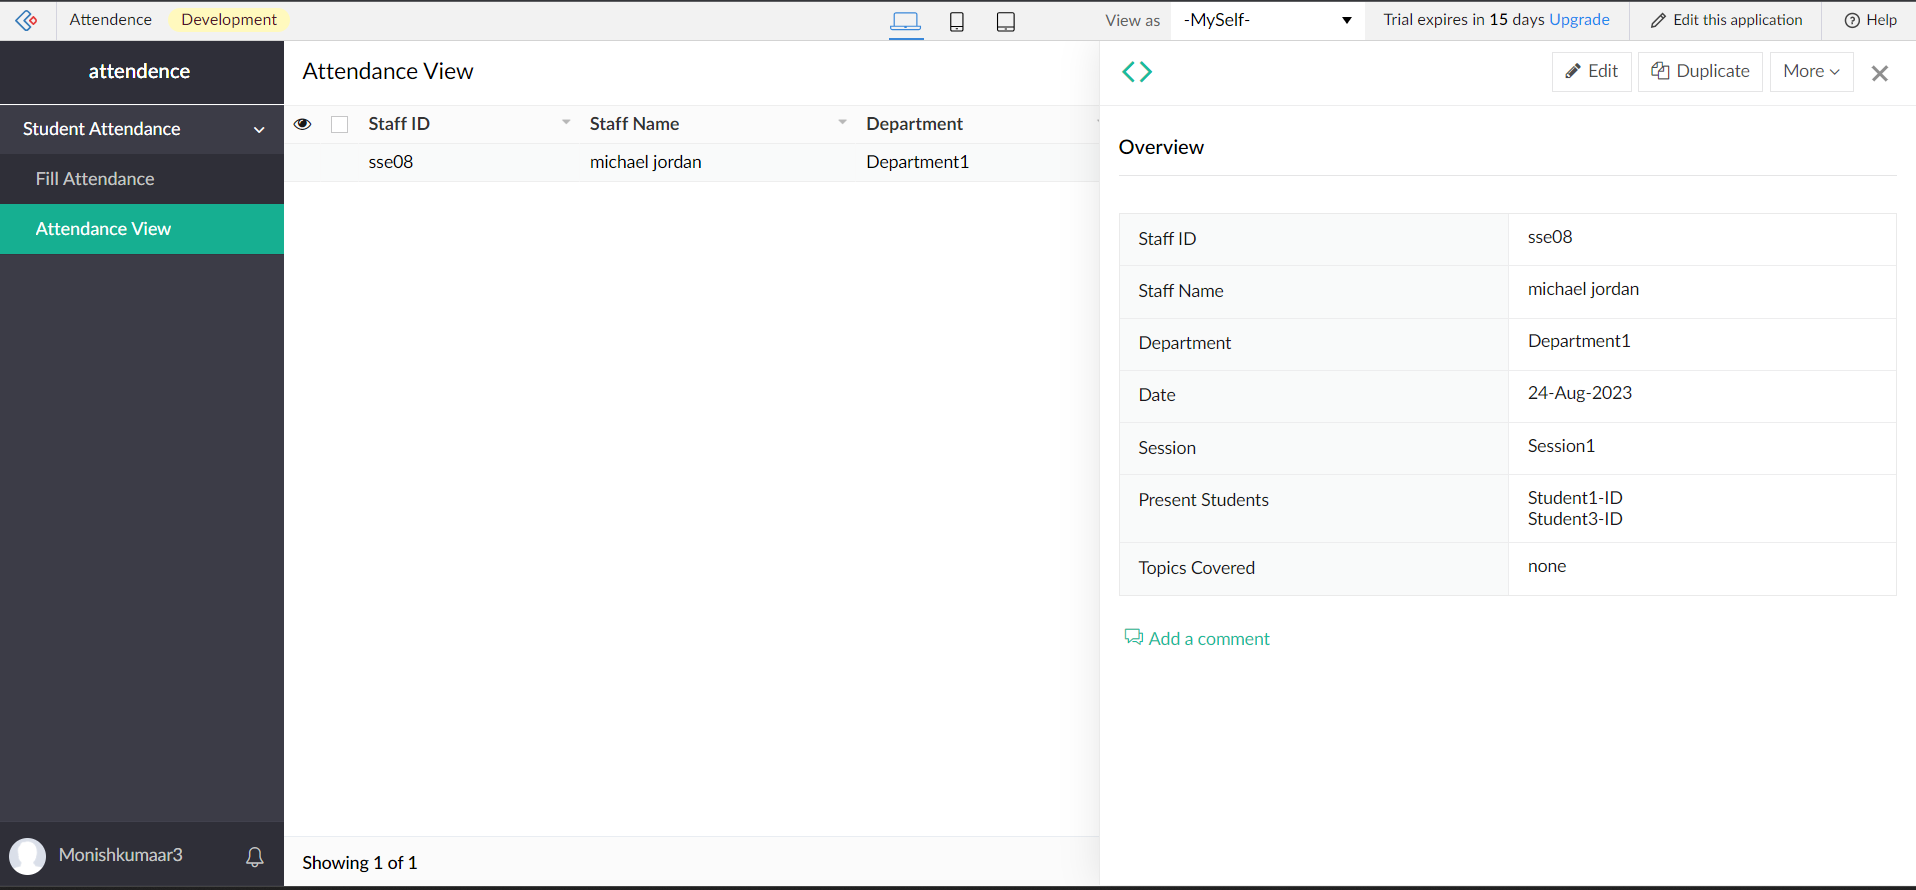 Attendence Development View as -MySelf- Trial expires in 15 days Upgrade Edit this application Help
attendence
Student Attendance
Fill Attendance
Attendance View
Monishkumaar3
Attendance View
Staff ID Staff Name Department
sse08 michael jordan Department1
Showing 1 of 1
Edit Duplicate More
Overview
Staff ID sse08
Staff Name michael jordan
Department Department1
Date 24-Aug-2023
Session Session1
Present Students Student1-ID
Student3-ID
Topics Covered none
Add a comment